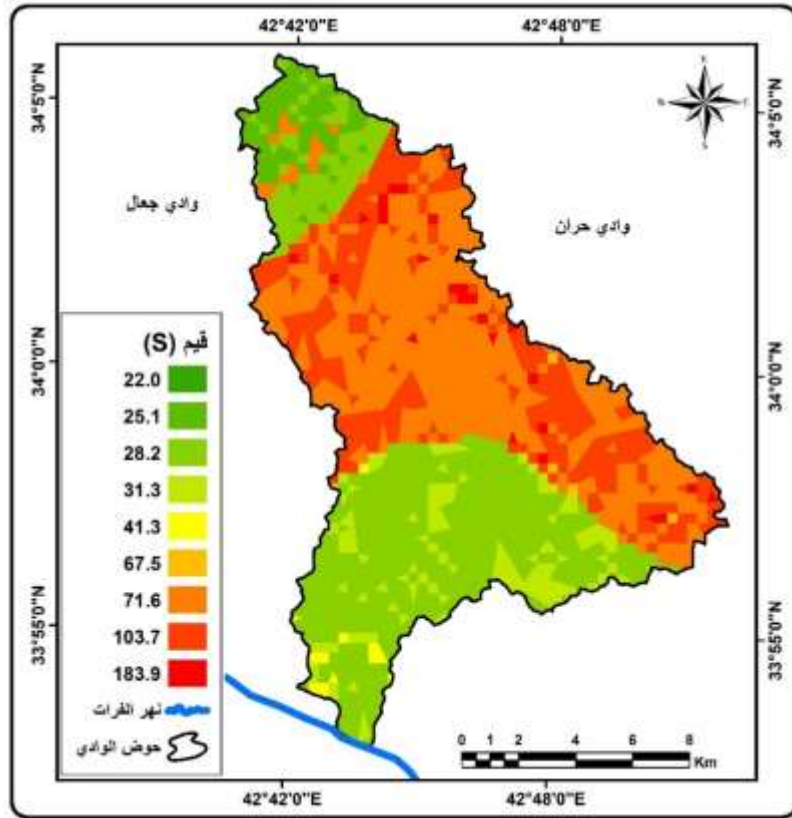 42°42'0"E 42°48'0"E
34°5'0"N 34°5'0"N
وادي جعال
وادي حران
34°0'0"N 34°0'0"N
33°55'0"N 33°55'0"N
قيم (S)
22.0
25.1
28.2
31.3
41.3
67.5
71.6
103.7
183.9
نهر الفرات
حوض الوادي
0 1 2 4 6 8
Km
42°42'0"E 42°48'0"E